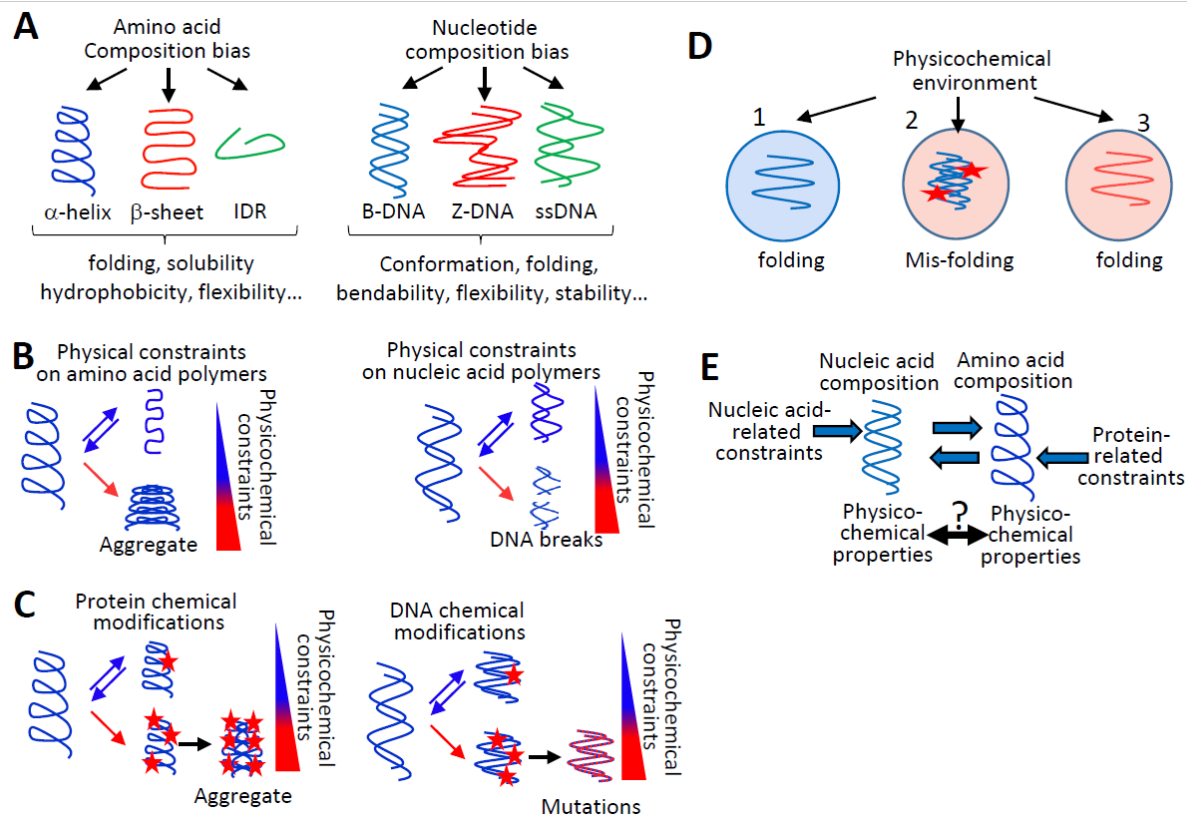 A
Amino acid
Composition bias
α-helix
β-sheet
IDR
folding, solubility
hydrophobicity, flexibility...
Nucleotide
composition bias
B-DNA
Z-DNA
ssDNA
Conformation, folding,
bendability, flexibility, stability...
B
Physical constraints
on amino acid polymers
Aggregate
Physicochemical
constraints
Physical constraints
on nucleic acid polymers
DNA breaks
Physicochemical
constraints
C
Protein chemical
modifications
Aggregate
Physicochemical
constraints
DNA chemical
modifications
Mutations
Physicochemical
constraints
D
Physicochemical
environment
1
2
3
folding
Mis-folding
folding
E
Nucleic acid
composition
Amino acid
composition
Nucleic acid-
related
constraints
Protein-
related
constraints
Physico-
chemical
properties
?
Physico-
chemical
properties